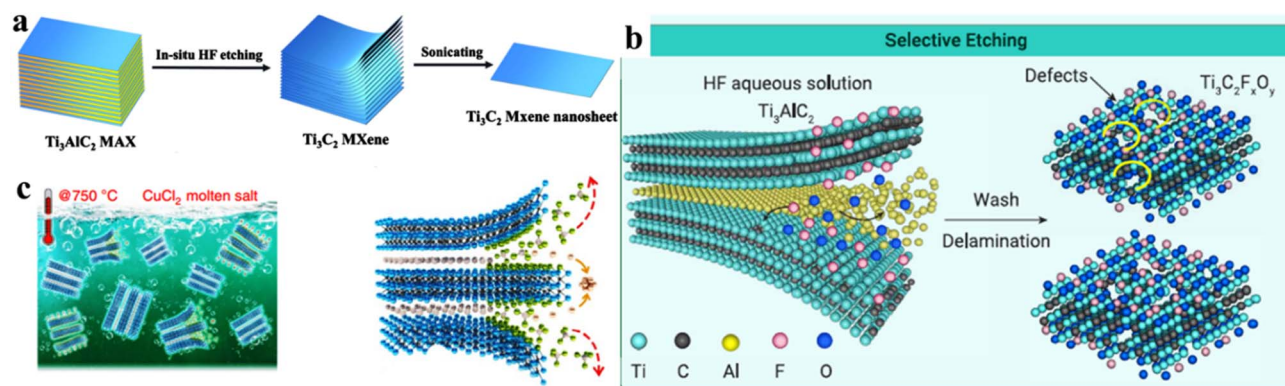 a
In-situ HF etching
Sonicating
Ti₃AlC₂ MAX
Ti₃C₂ MXene
Ti₃C₂ Mxene nanosheet
b
Selective Etching
HF aqueous solution
Ti₃AlC₂
Defects
Ti₃C₂FₓOᵧ
Wash
Delamination
Ti C Al F O
c
@750 °C CuCl₂ molten salt